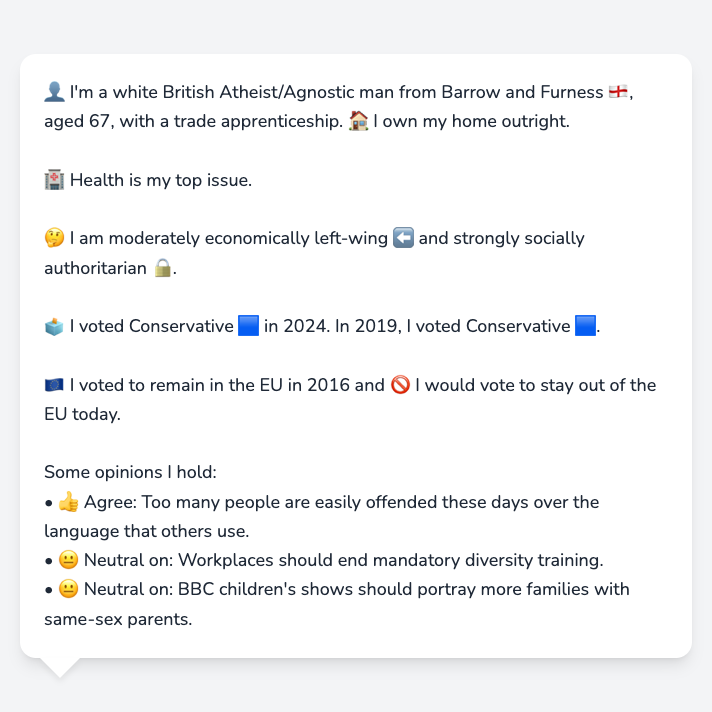 👤 I'm a white British Atheist/Agnostic man from Barrow and Furness 🏴󠁧󠁢󠁥󠁮󠁧󠁿,
aged 67, with a trade apprenticeship. 🏠 I own my home outright.
🏥 Health is my top issue.
🤔 I am moderately economically left-wing ⬅️ and strongly socially
authoritarian 🔒.
🗳️ I voted Conservative 🟦 in 2024. In 2019, I voted Conservative 🟦.
🇪🇺 I voted to remain in the EU in 2016 and 🚫 I would vote to stay out of the
EU today.
Some opinions I hold:
• 👍 Agree: Too many people are easily offended these days over the
language that others use.
• 😐 Neutral on: Workplaces should end mandatory diversity training.
• 😐 Neutral on: BBC children's shows should portray more families with
same-sex parents.